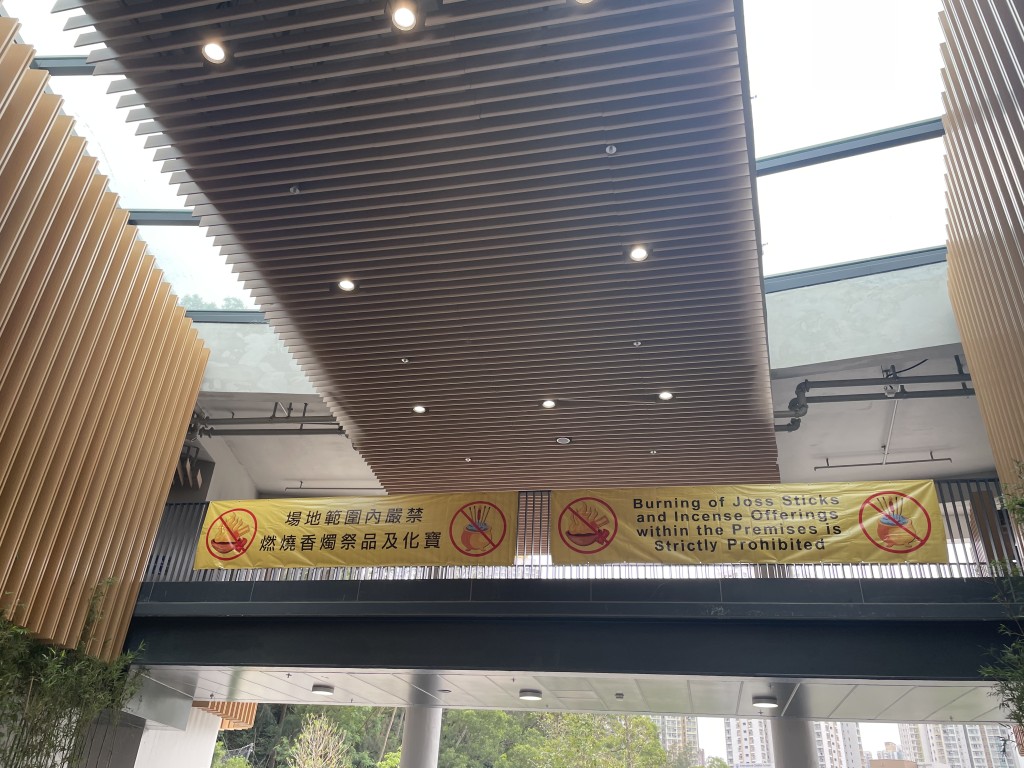 場地範圍內嚴禁
燃燒香燭祭品及化寶
Burning of Joss Sticks
and Incense Offerings
within the Premises is
Strictly Prohibited